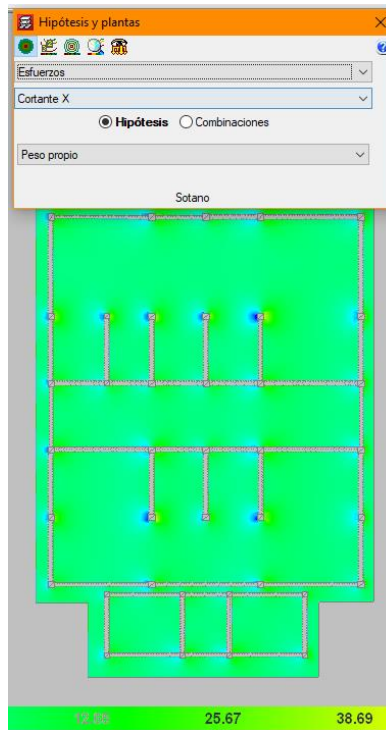 Hipótesis y plantas
Esfuerzos
Cortante X
Hipótesis Combinaciones
Peso propio
Sotano
25.67 38.69